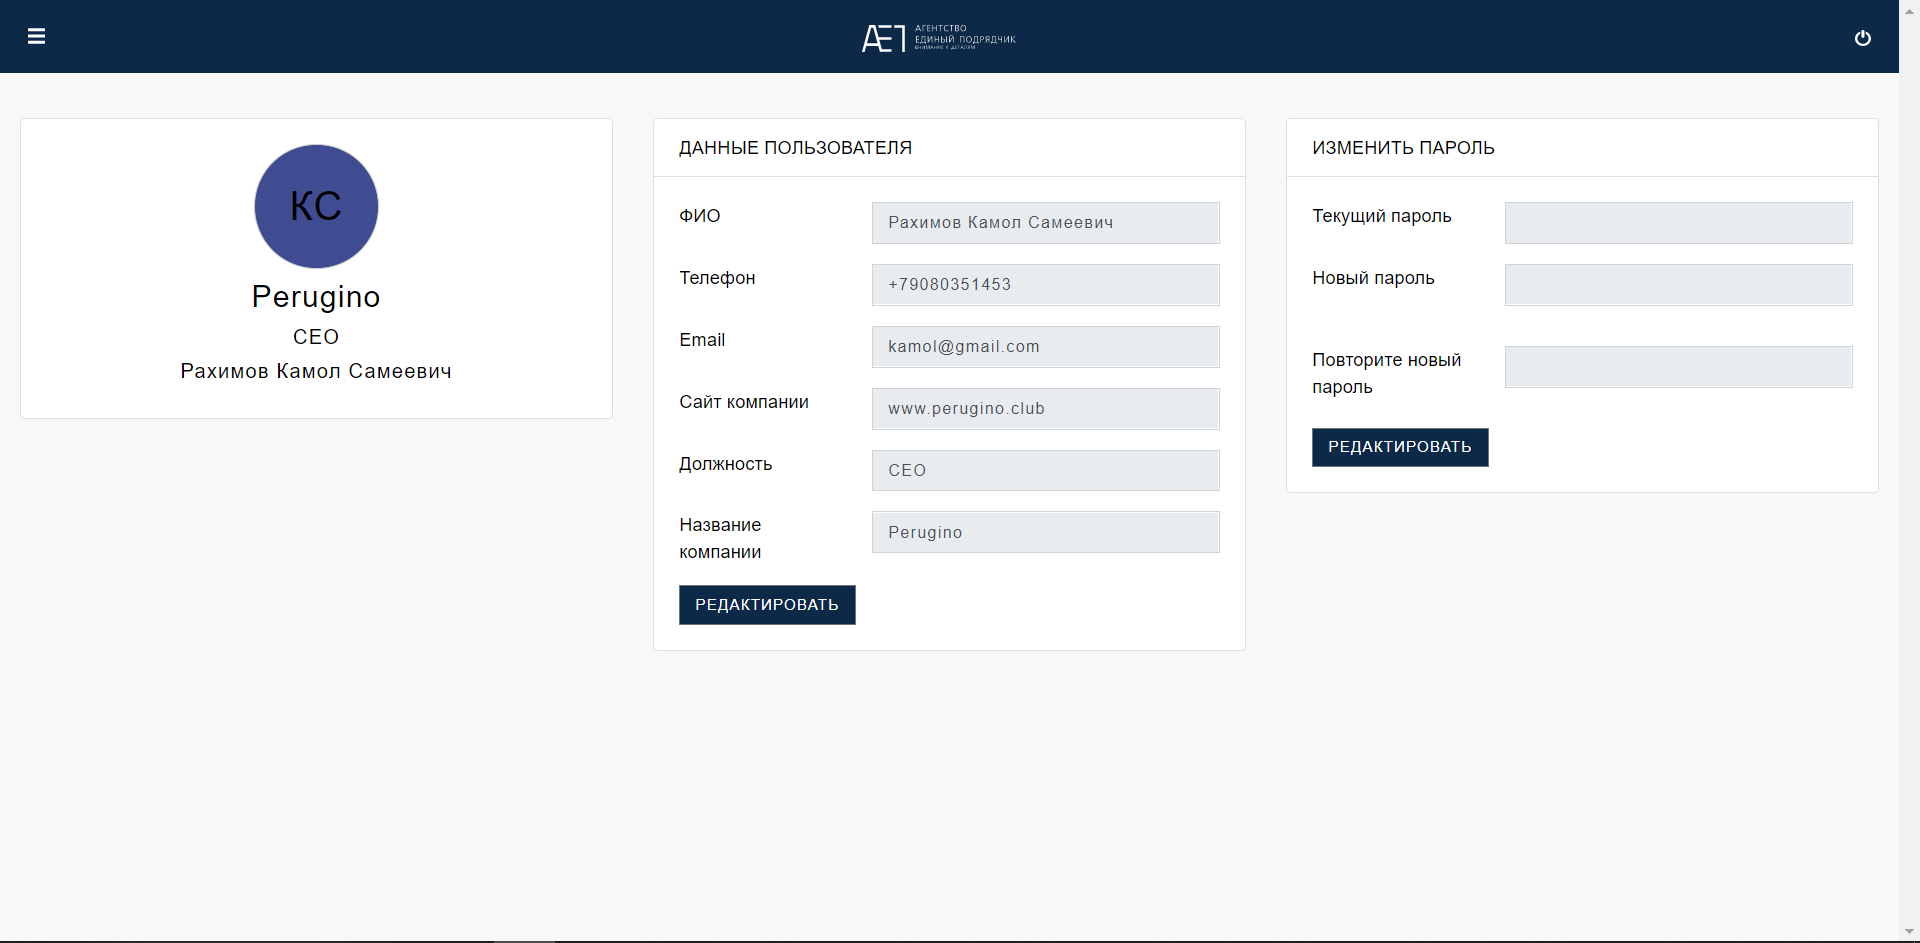 АГЕНТСТВО
ЕДИНЫЙ ПОДРЯДЧИК
ВНИМАНИЕ К ДЕТАЛЯМ
КС
Perugino
CEO
Рахимов Камол Самеевич
ДАННЫЕ ПОЛЬЗОВАТЕЛЯ
ФИО
Рахимов Камол Самеевич
Телефон
+79080351453
Email
kamol@gmail.com
Сайт компании
www.perugino.club
Должность
CEO
Название
компании
Perugino
РЕДАКТИРОВАТЬ
ИЗМЕНИТЬ ПАРОЛЬ
Текущий пароль
Новый пароль
Повторите новый
пароль
РЕДАКТИРОВАТЬ